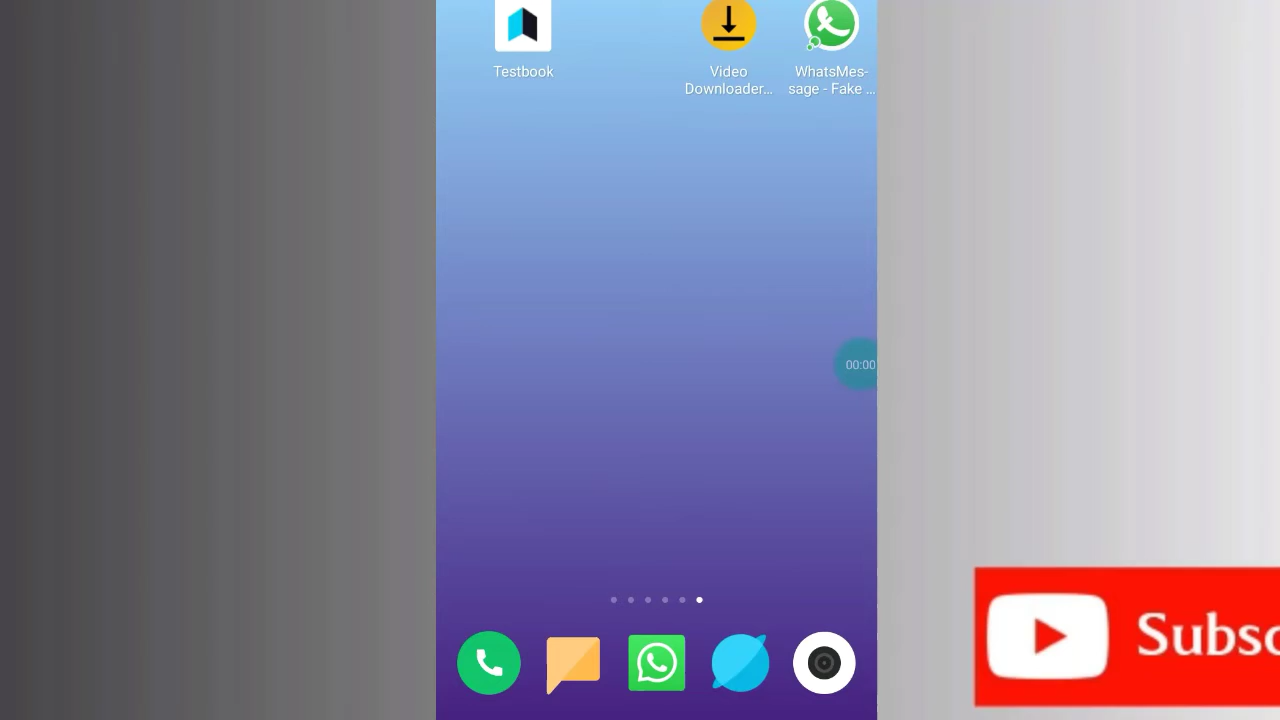 Testbook
Video
Downloader...
WhatsMes-
sage - Fake ...
00:00
Subsc